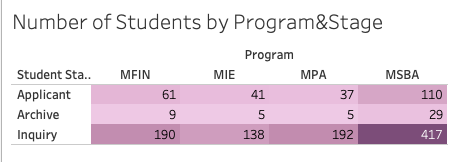 Number of Students by Program&Stage
Program
Student Sta.. MFIN MIE MPA MSBA
Applicant 61 41 37 110
Archive 9 5 5 29
Inquiry 190 138 192 417